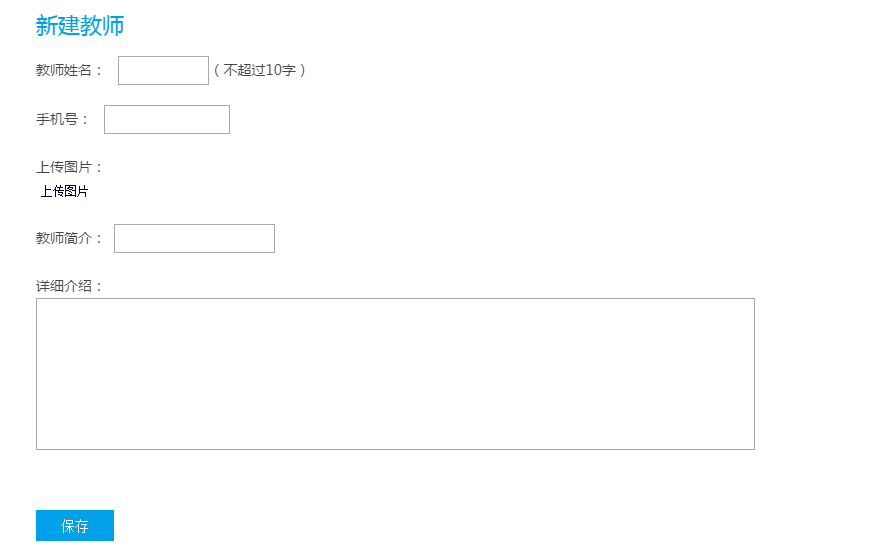 新建教师
教师姓名：（不超过10字）
手机号：
上传图片：
上传图片
教师简介：
详细介绍：
保存